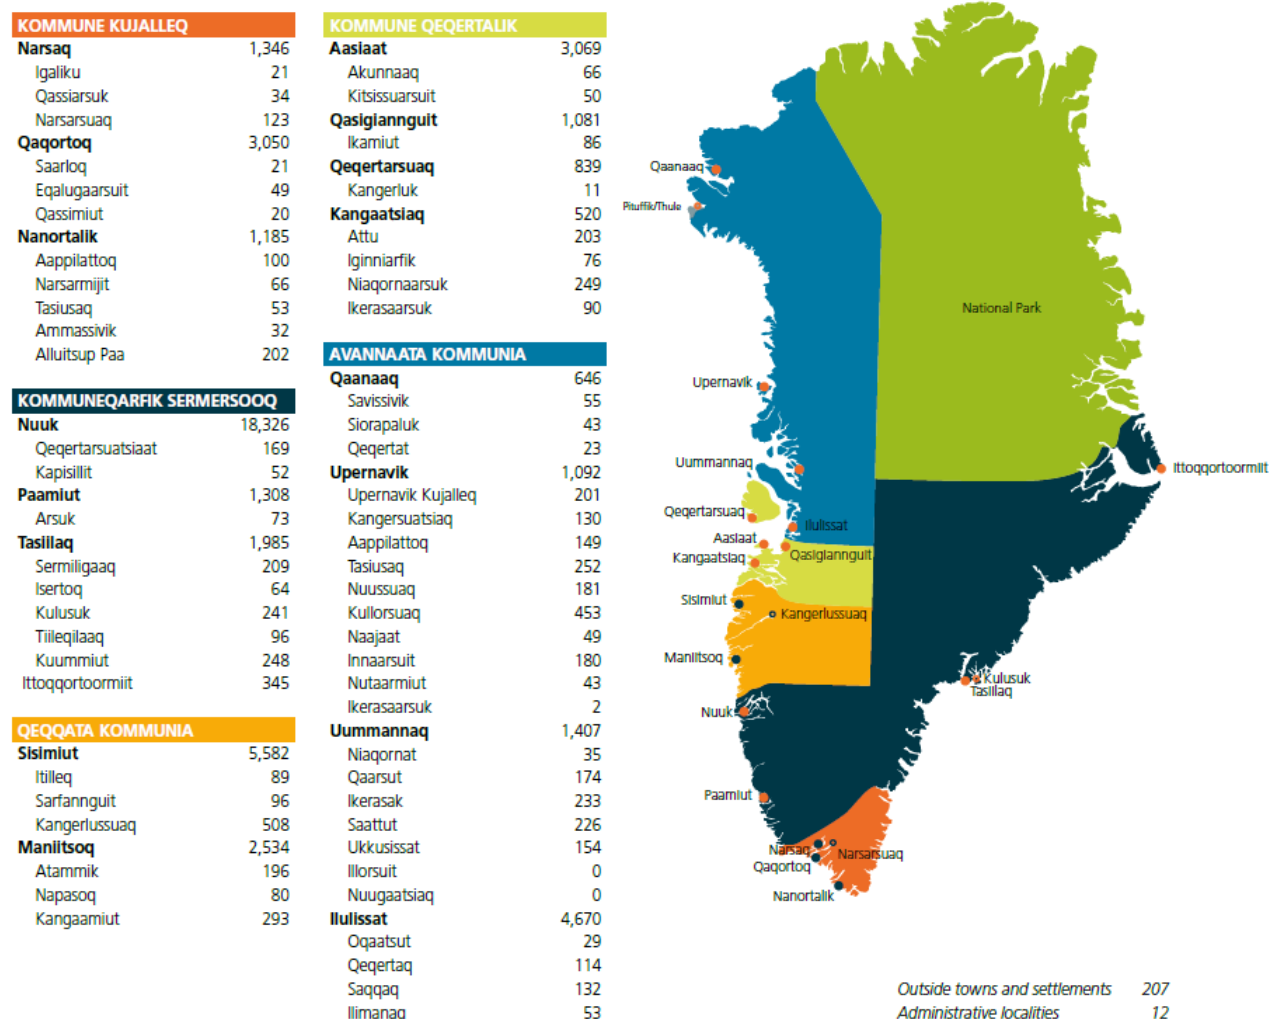 KOMMUNE KUJALLEQ
Narsaq 1,346
Igaliku 21
Qassiarsuk 34
Narsarsuaq 123
Qaqortoq 3,050
Saarloq 21
Eqalugaarsuit 49
Qassimiut 20
Nanortalik 1,185
Aappilattoq 100
Narsarmijit 66
Tasiusaq 53
Ammassivik 32
Alluitsup Paa 202
KOMMUNEQARFIK SERMERSOOQ
Nuuk 18,326
Qeqertarsuatsiaat 169
Kapisillit 52
Paamiut 1,308
Arsuk 73
Tasiilaq 1,985
Sermiligaaq 209
Isertoq 64
Kulusuk 241
Tiileqilaaq 96
Kuummiut 248
Ittoqqortoormiit 345
QEQQATA KOMMUNIA
Sisimiut 5,582
Itilleq 89
Sarfannguit 96
Kangerlussuaq 508
Maniitsoq 2,534
Atammik 196
Napasoq 80
Kangaamiut 293
KOMMUNE QEQERTALIK
Aasiaat 3,069
Akunnaaq 66
Kitsissuarsuit 50
Qasigiannguit 1,081
Ikamiut 86
Qeqertarsuaq 839
Kangerluk 11
Kangaatsiaq 520
Attu 203
Iginniarfik 76
Niaqornaarsuk 249
Ikerasaarsuk 90
AVANNAATA KOMMUNIA
Qaanaaq 646
Savissivik 55
Siorapaluk 43
Qeqertat 23
Upernavik 1,092
Upernavik Kujalleq 201
Kangersuatsiaq 130
Aappilattoq 149
Tasiusaq 252
Nuussuaq 181
Kullorsuaq 453
Naajaat 49
Innaarsuit 180
Nutaarmiut 43
Ikerasaarsuk 2
Uummannaq 1,407
Niaqornat 35
Qaarsut 174
Ikerasak 233
Saattut 226
Ukkusissat 154
Illorsuit 0
Nuugaatsiaq 0
Ilulissat 4,670
Oqaatsut 29
Qeqertaq 114
Saqqaq 132
Ilimanaq 53
Qaanaaq
Pituffik/Thule
National Park
Upernavik
Uummannaq
Ittoqqortoormiit
Qeqertarsuaq
Ilulissat
Aasiaat
Qasigiannguit
Kangaatsiaq
Sisimiut
Kangerlussuaq
Maniitsoq
Kulusuk
Tasiilaq
Nuuk
Paamiut
Narsaq
Narsarsuaq
Qaqortoq
Nanortalik
Outside towns and settlements 207
Administrative localities 12